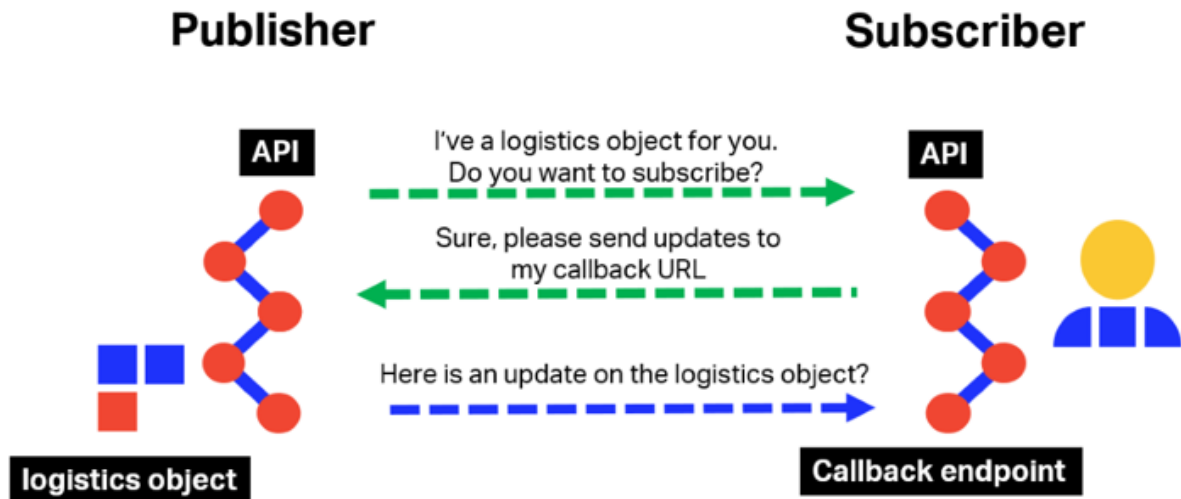 Publisher
Subscriber
API
I've a logistics object for you.
Do you want to subscribe?
API
Sure, please send updates to
my callback URL
Here is an update on the logistics object?
logistics object
Callback endpoint